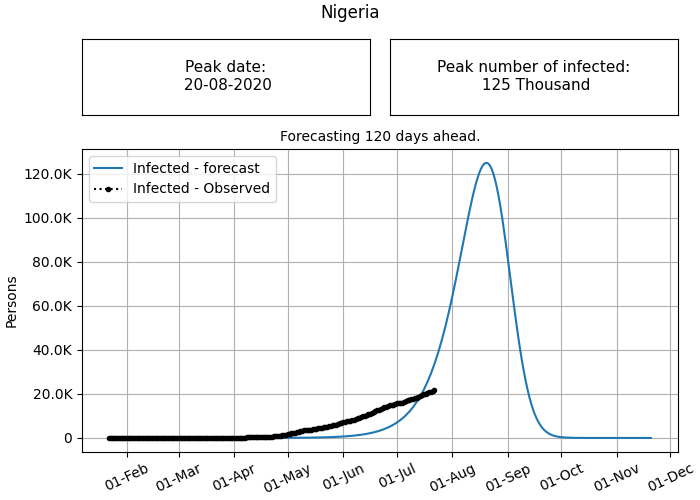 Nigeria
Peak date:
20-08-2020
Peak number of infected:
125 Thousand
Forecasting 120 days ahead.
Infected - forecast
Infected - Observed
Persons
120.0K
100.0K
80.0K
60.0K
40.0K
20.0K
0
01-Feb
01-Mar
01-Apr
01-May
01-Jun
01-Jul
01-Aug
01-Sep
01-Oct
01-Nov
01-Dec